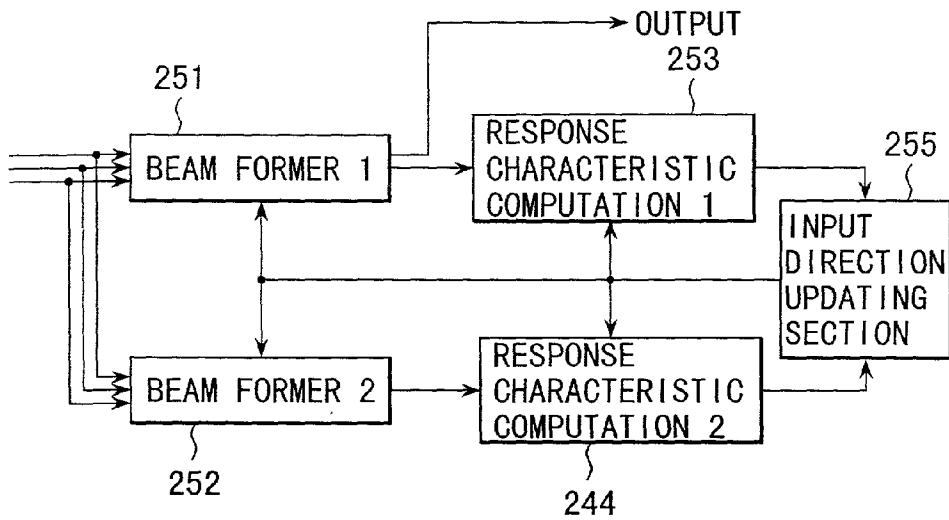 OUTPUT
251
253
BEAM FORMER 1
RESPONSE
CHARACTERISTIC
COMPUTATION 1
255
INPUT
DIRECTION
UPDATING
SECTION
BEAM FORMER 2
RESPONSE
CHARACTERISTIC
COMPUTATION 2
252
244